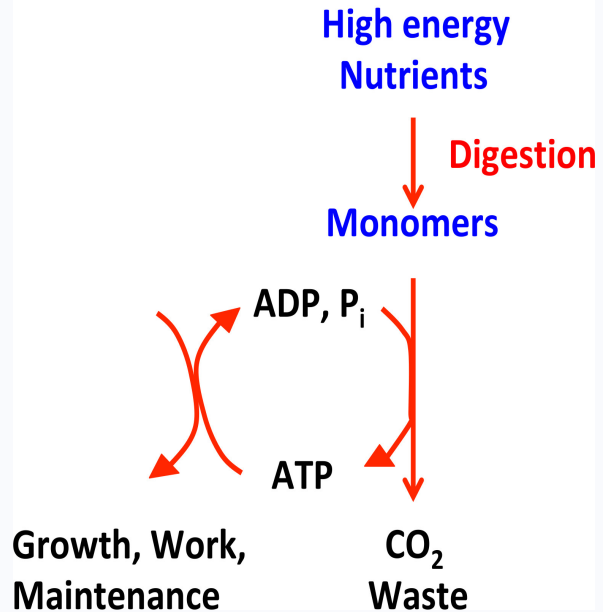 High energy
Nutrients
Digestion
Monomers
ADP, Pi
ATP
Growth, Work,
Maintenance
CO2
Waste